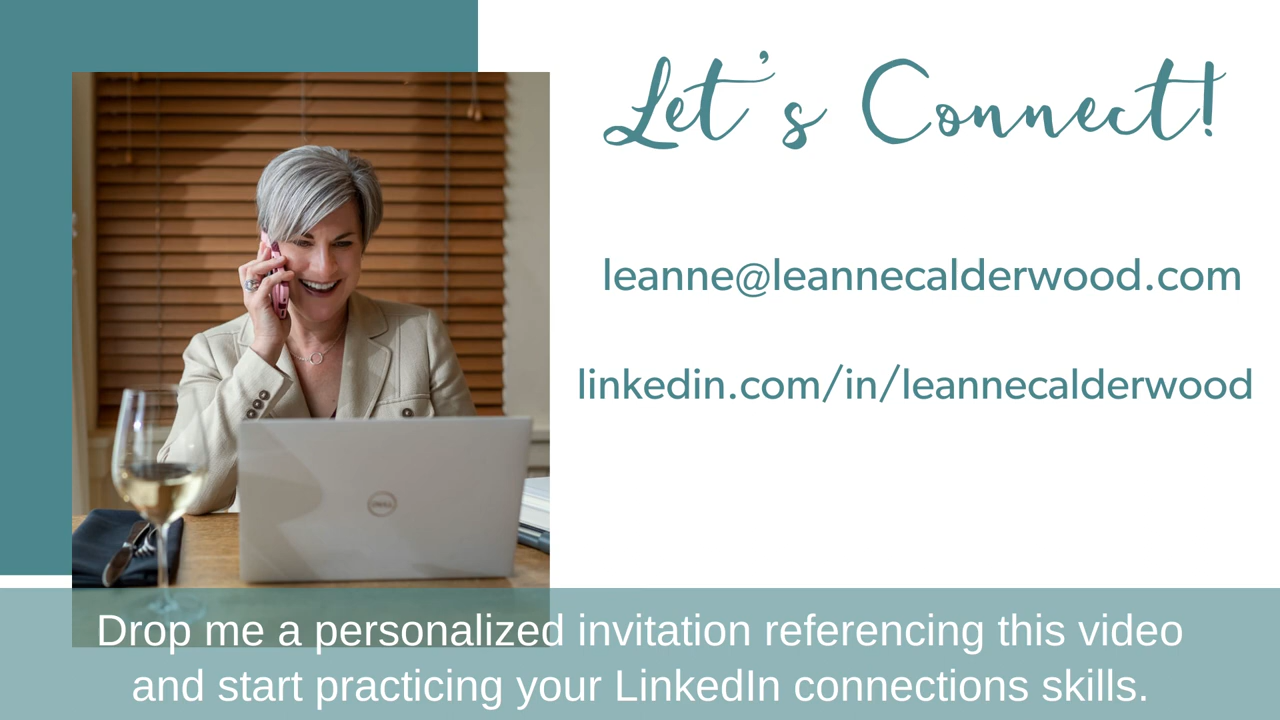 Let's Connect!
leanne@leannecalderwood.com
linkedin.com/in/leannecalderwood
DELL
Drop me a personalized invitation referencing this video
and start practicing your LinkedIn connections skills.